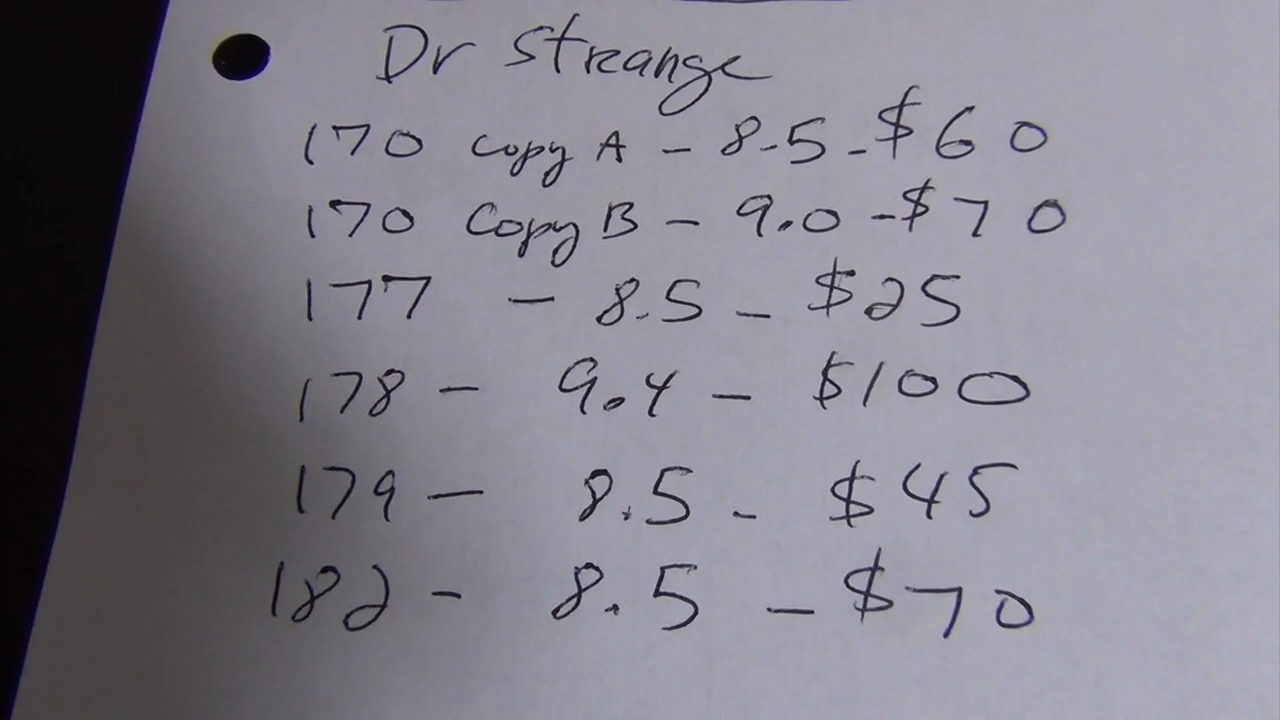 Dr Strange
170 Copy A - 8.5 - $60
170 Copy B - 9.0 - $70
177 - 8.5 - $25
178 - 9.4 - $100
179 - 8.5 - $45
182 - 8.5 - $70